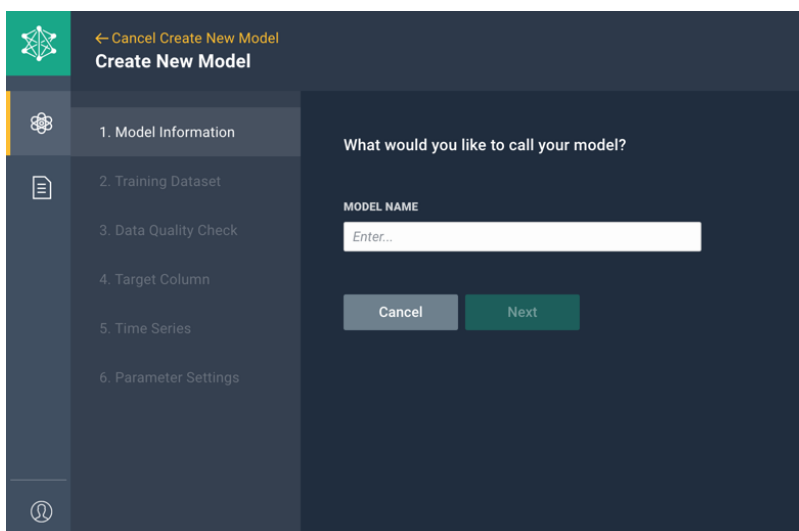 ← Cancel Create New Model
Create New Model
1. Model Information
2. Training Dataset
3. Data Quality Check
4. Target Column
5. Time Series
6. Parameter Settings
What would you like to call your model?
MODEL NAME
Enter...
Cancel
Next